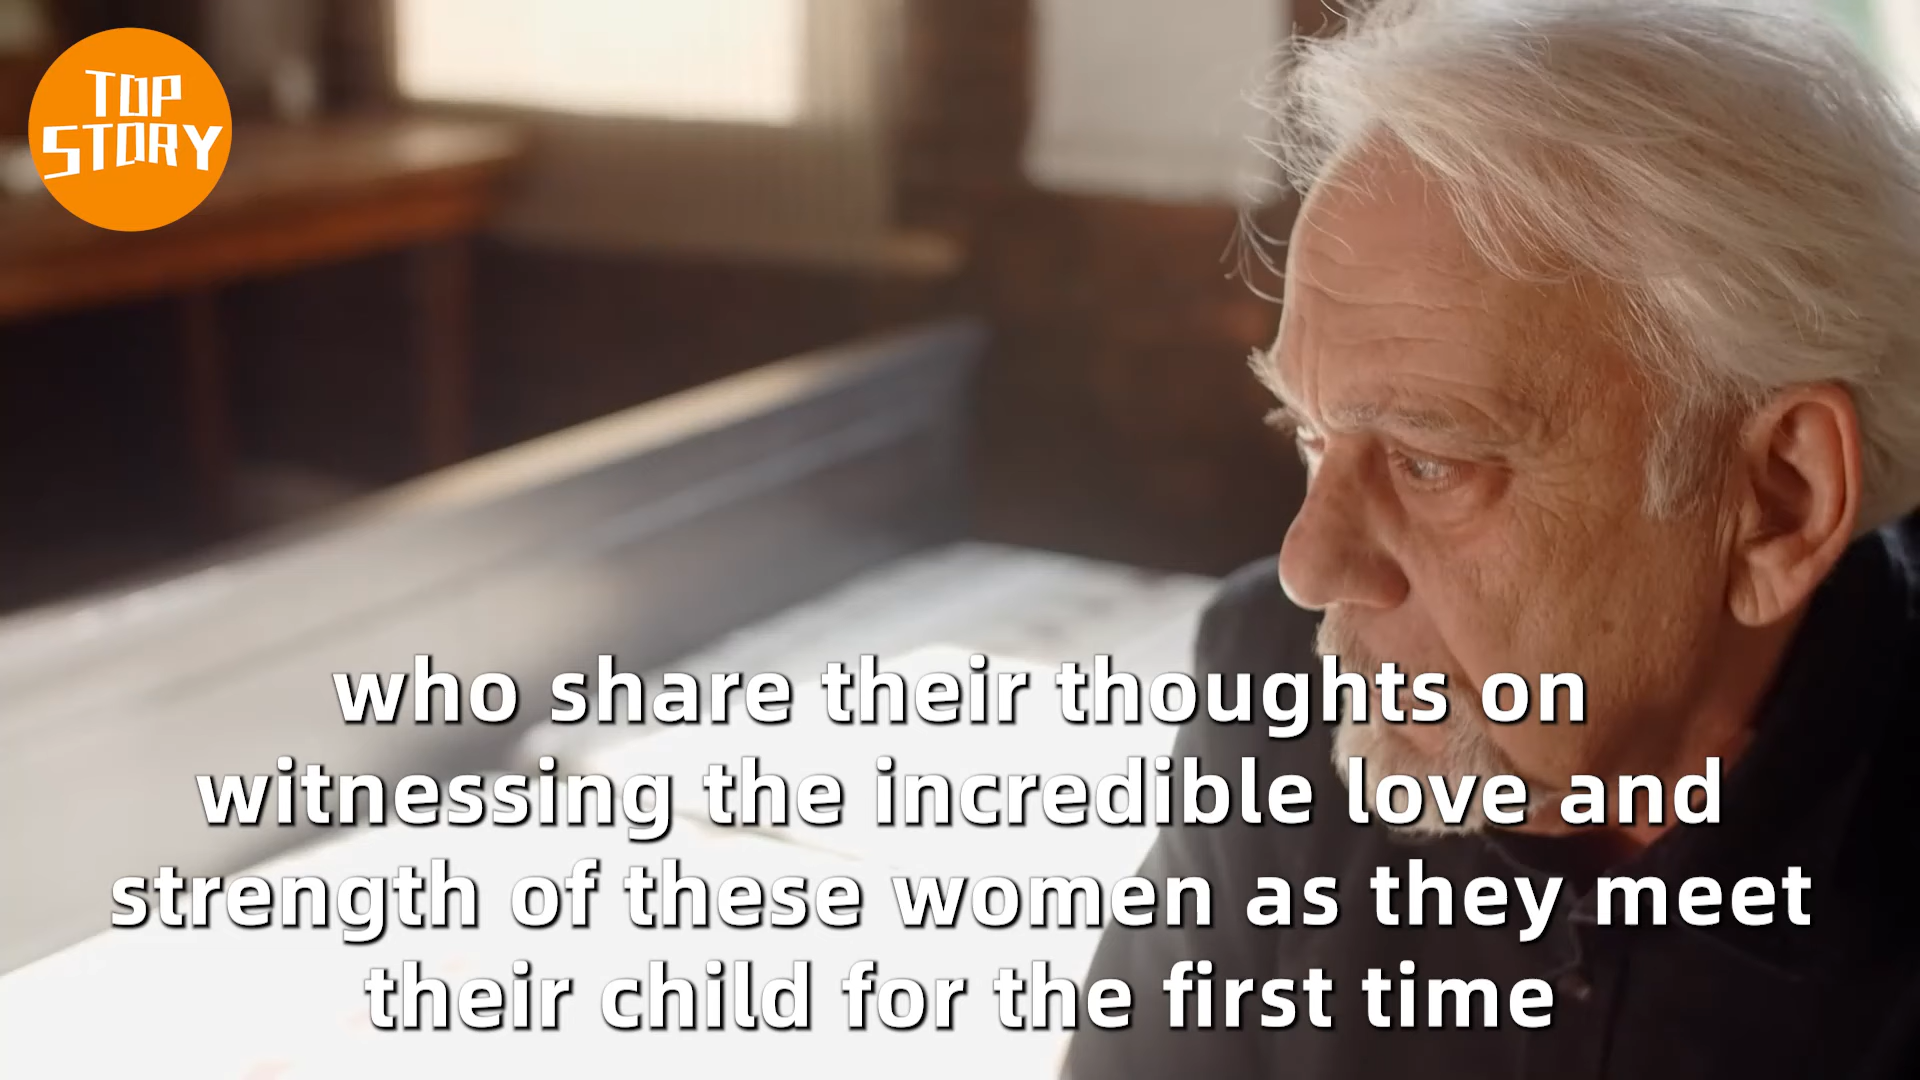 TOP
STORY
who share their thoughts on
witnessing the incredible love and
strength of these women as they meet
their child for the first time